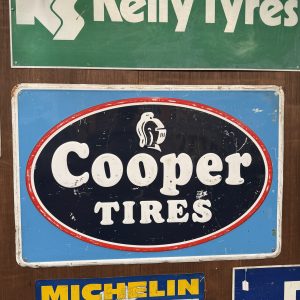 Kelly Tyres
Cooper
TIRES
MICHELIN